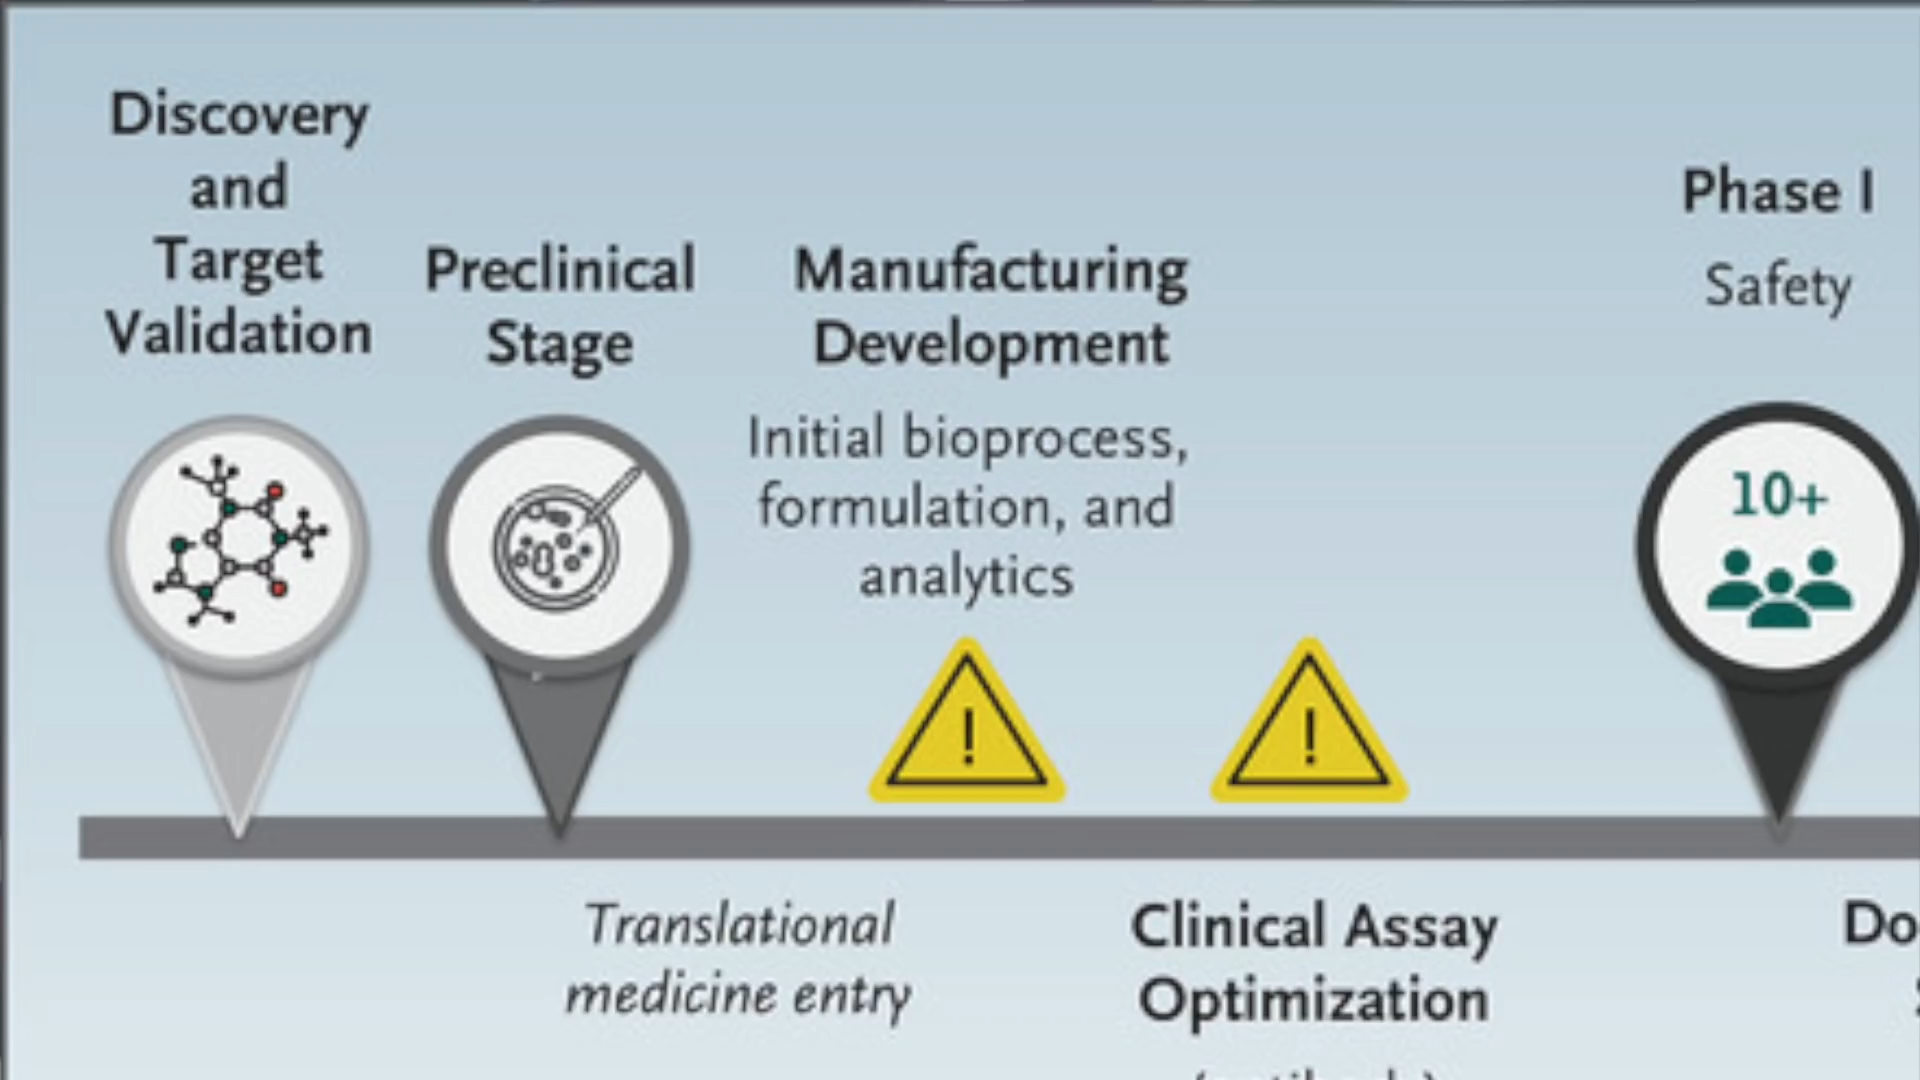 Discovery
and
Target
Validation
Preclinical
Stage
Manufacturing
Development
Initial bioprocess,
formulation, and
analytics
!
!
Phase I
Safety
10+
Translational
medicine entry
Clinical Assay
Optimization
Do